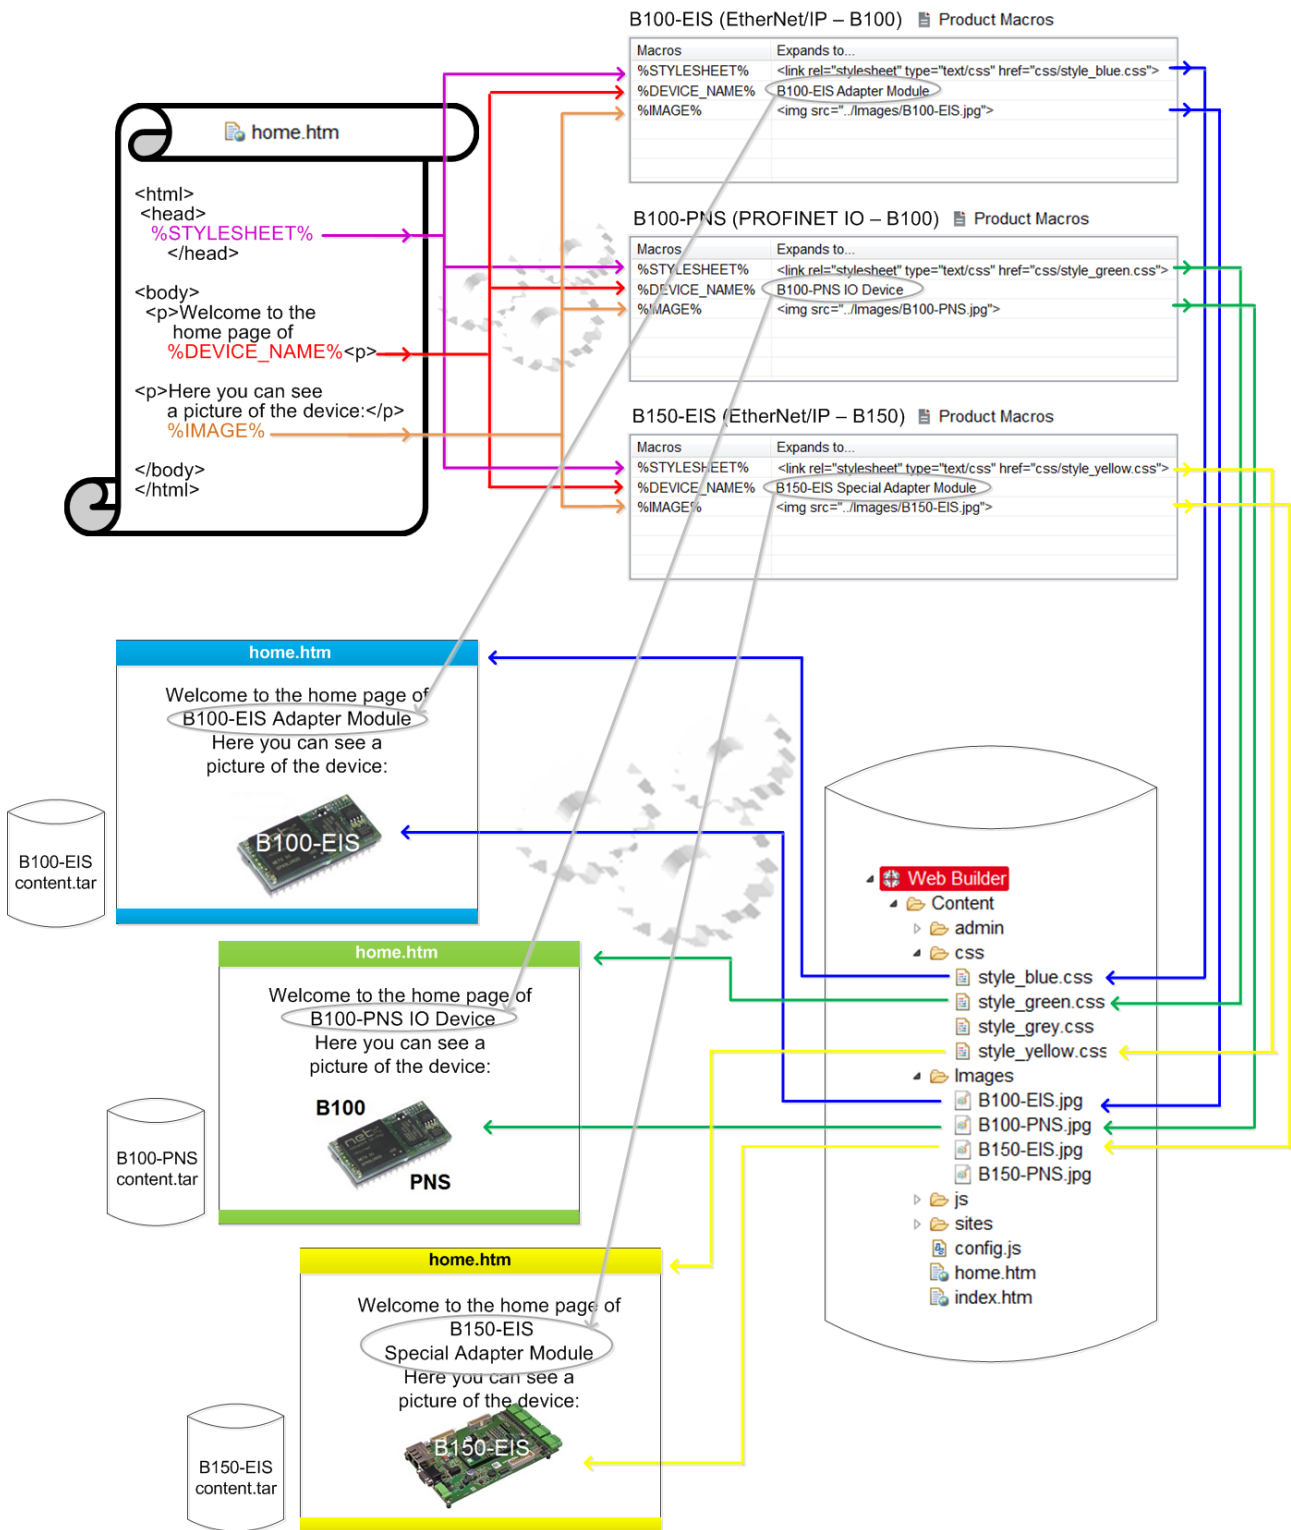 B100-EIS (EtherNet/IP – B100) Product Macros
Macros Expands to...
%STYLESHEET% <link rel="stylesheet" type="text/css" href="css/style_blue.css">
%DEVICE_NAME% B100-EIS Adapter Module
%IMAGE% <img src="../Images/B100-EIS.jpg">
home.htm
<html>
<head>
%STYLESHEET%
</head>
<body>
<p>Welcome to the
home page of
%DEVICE_NAME%<p>
<p>Here you can see
a picture of the device:</p>
%IMAGE%
</body>
</html>
B100-PNS (PROFINET IO – B100) Product Macros
Macros Expands to...
%STYLESHEET% <link rel="stylesheet" type="text/css" href="css/style_green.css">
%DEVICE_NAME% B100-PNS IO Device
%IMAGE% <img src="../Images/B100-PNS.jpg">
B150-EIS (EtherNet/IP – B150) Product Macros
Macros Expands to...
%STYLESHEET% <link rel="stylesheet" type="text/css" href="css/style_yellow.css">
%DEVICE_NAME% B150-EIS Special Adapter Module
%IMAGE% <img src="../Images/B150-EIS.jpg">
home.htm
Welcome to the home page of
B100-EIS Adapter Module
Here you can see a
picture of the device:
B100-EIS
B100-EIS
content.tar
home.htm
Welcome to the home page of
B100-PNS IO Device
Here you can see a
picture of the device:
B100
net
PNS
B100-PNS
content.tar
home.htm
Welcome to the home page of
B150-EIS
Special Adapter Module
Here you can see a
picture of the device:
B150-EIS
B150-EIS
content.tar
Web Builder
Content
admin
css
style_blue.css
style_green.css
style_grey.css
style_yellow.css
Images
B100-EIS.jpg
B100-PNS.jpg
B150-EIS.jpg
B150-PNS.jpg
js
sites
config.js
home.htm
index.htm